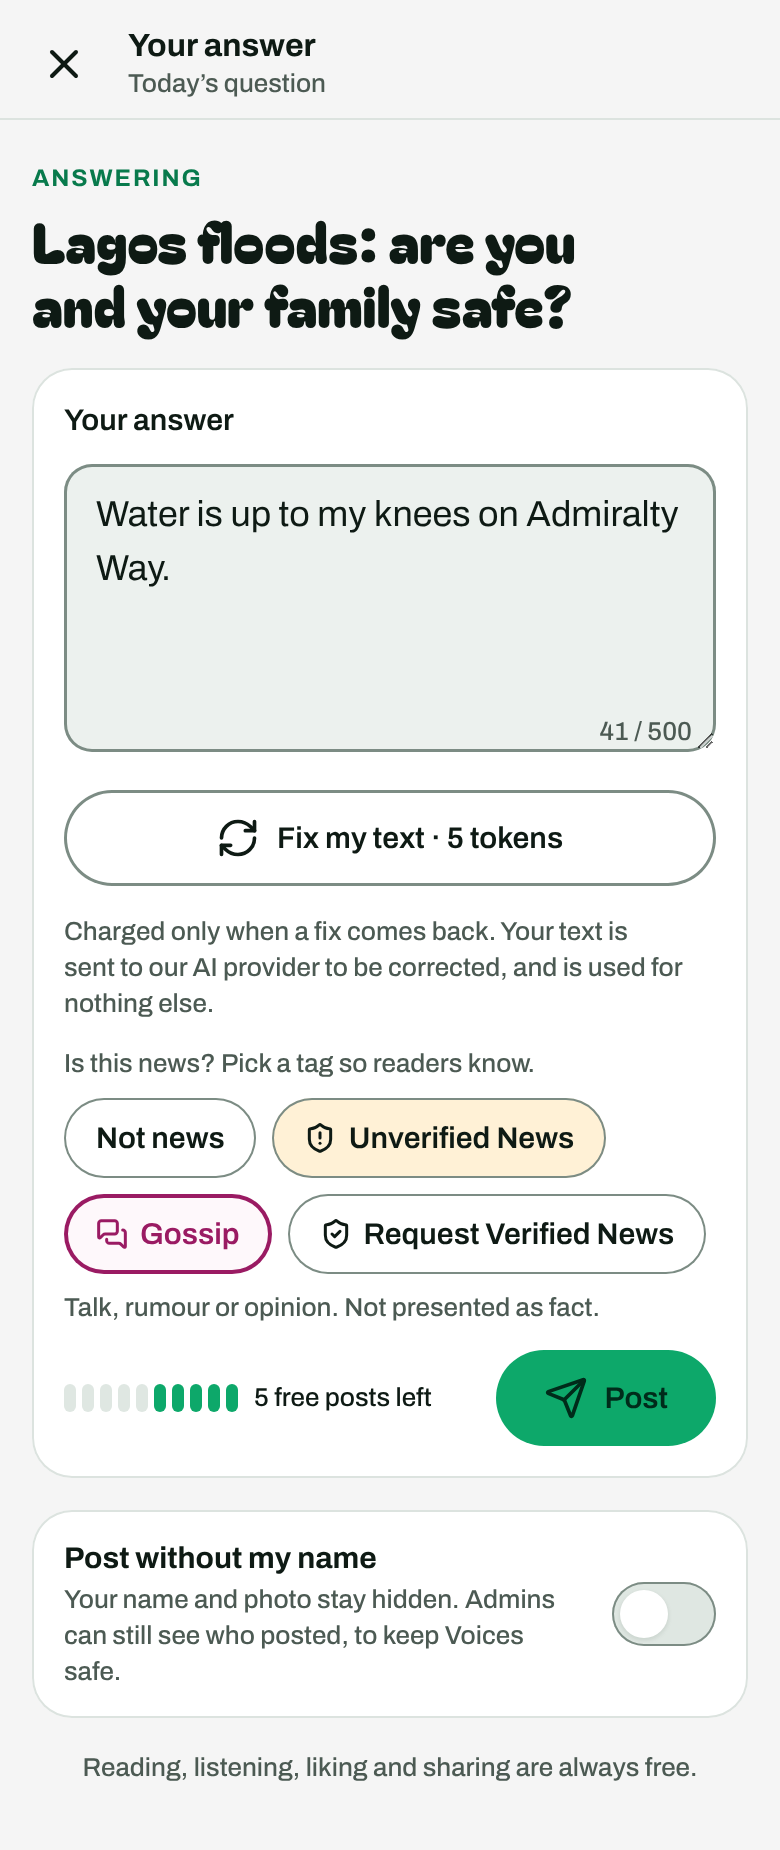 Your answer
Today’s question
ANSWERING
Lagos floods: are you
and your family safe?
Your answer
Water is up to my knees on Admiralty
Way.
41 / 500
Fix my text · 5 tokens
Charged only when a fix comes back. Your text is
sent to our AI provider to be corrected, and is used for
nothing else.
Is this news? Pick a tag so readers know.
Not news
Unverified News
Gossip
Request Verified News
Talk, rumour or opinion. Not presented as fact.
5 free posts left
Post
Post without my name
Your name and photo stay hidden. Admins
can still see who posted, to keep Voices
safe.
Reading, listening, liking and sharing are always free.